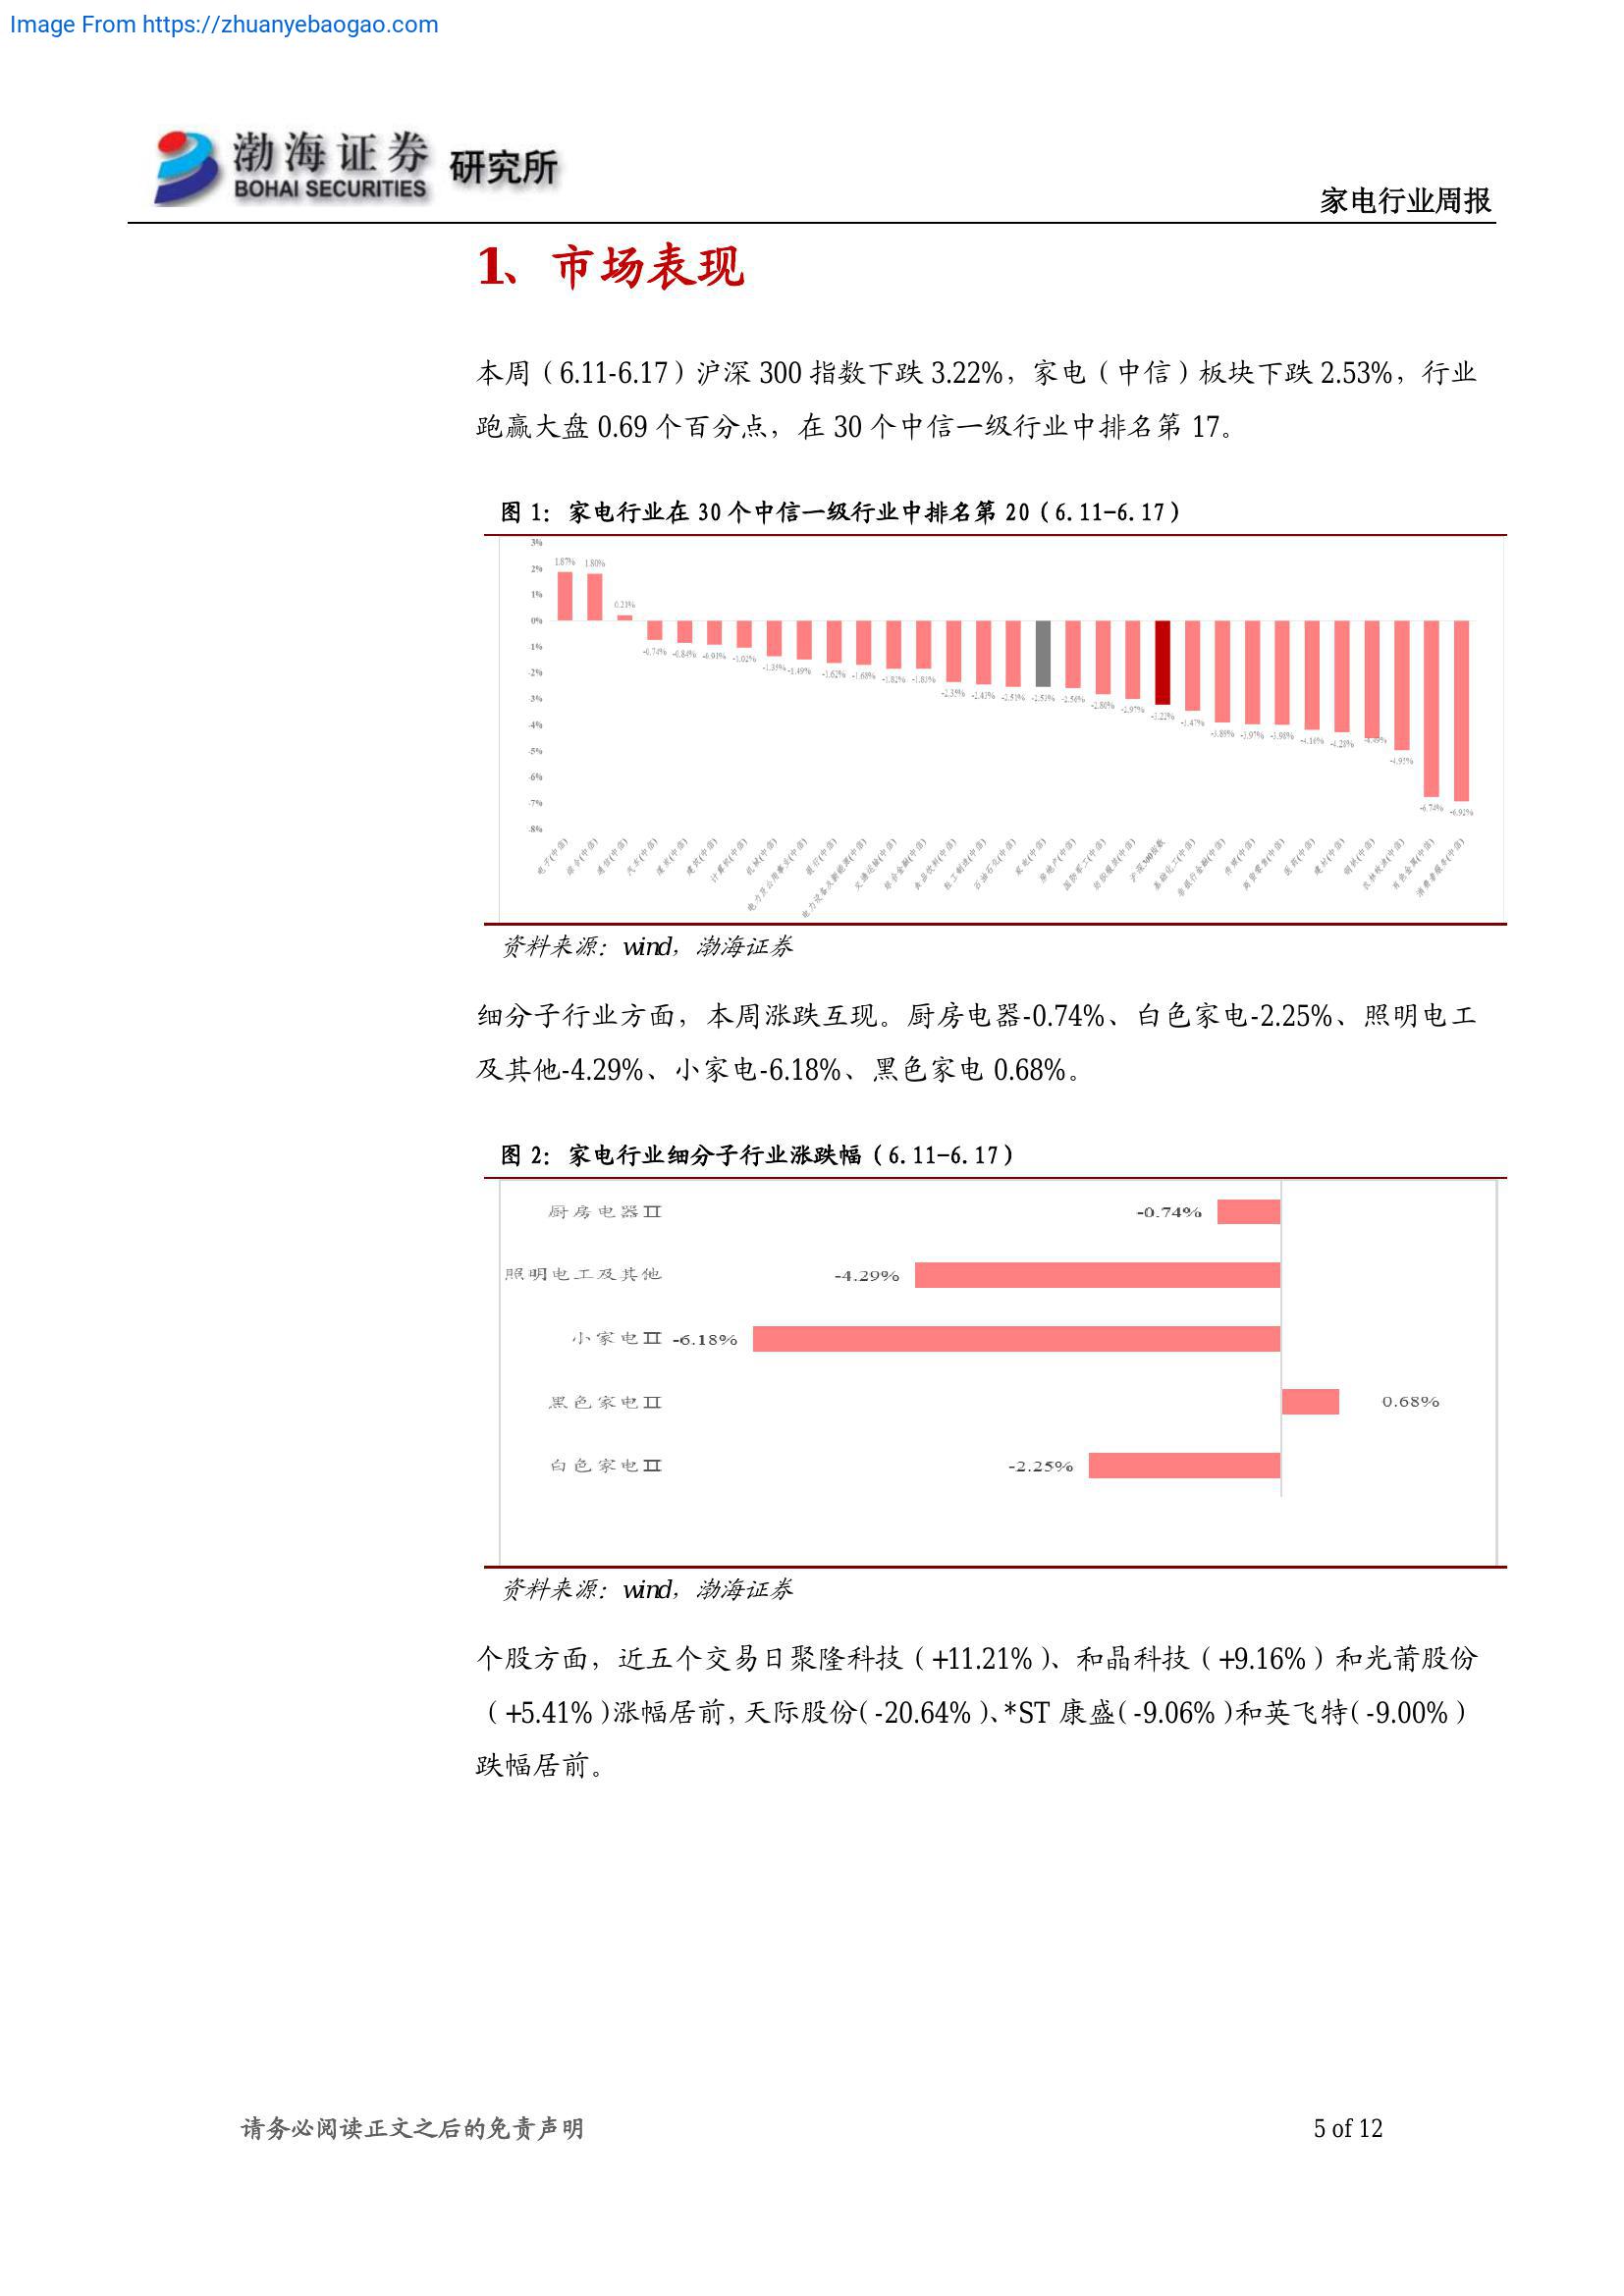 Image From https://zhuanyebaogao.com
渤海证券 研究所
BOHAI SECURITIES
家电行业周报
1、市场表现
本周（6.11-6.17）沪深 300 指数下跌 3.22%，家电（中信）板块下跌 2.53%，行业
跑赢大盘 0.69 个百分点，在 30 个中信一级行业中排名第 17。
图 1：家电行业在 30 个中信一级行业中排名第 20（6.11-6.17）
3%
2%
1%
0%
-1%
-2%
-3%
-4%
-5%
-6%
-7%
-8%
1.87% 1.80% 0.21% -0.74% -0.84% -0.91% -1.02% -1.35% -1.49% -1.62% -1.68% -1.82% -1.83% -2.35% -2.43% -2.51% -2.53% -2.56% -2.80% -2.97% -3.22% -3.47% -3.89% -3.97% -3.98% -4.16% -4.28% -4.95% -6.74% -6.92%
电子(中信) 综合(中信) 通信(中信) 汽车(中信) 煤炭(中信) 建筑(中信) 计算机(中信) 机械(中信) 电力及公用事业(中信) 银行(中信) 电力设备及新能源(中信) 交通运输(中信) 综合金融(中信) 食品饮料(中信) 轻工制造(中信) 石油石化(中信) 家电(中信) 房地产(中信) 国防军工(中信) 纺织服装(中信) 沪深300指数 基础化工(中信) 非银行金融(中信) 传媒(中信) 商贸零售(中信) 医药(中信) 建材(中信) 钢铁(中信) 农林牧渔(中信) 有色金属(中信) 消费者服务(中信)
资料来源：wind，渤海证券
细分子行业方面，本周涨跌互现。厨房电器-0.74%、白色家电-2.25%、照明电工
及其他-4.29%、小家电-6.18%、黑色家电 0.68%。
图 2：家电行业细分子行业涨跌幅（6.11-6.17）
厨房电器Ⅱ -0.74%
照明电工及其他 -4.29%
小家电Ⅱ -6.18%
黑色家电Ⅱ 0.68%
白色家电Ⅱ -2.25%
资料来源：wind，渤海证券
个股方面，近五个交易日聚隆科技（+11.21%）、和晶科技（+9.16%）和光莆股份
（+5.41%）涨幅居前，天际股份（-20.64%）、*ST 康盛（-9.06%）和英飞特（-9.00%）
跌幅居前。
请务必阅读正文之后的免责声明
5 of 12